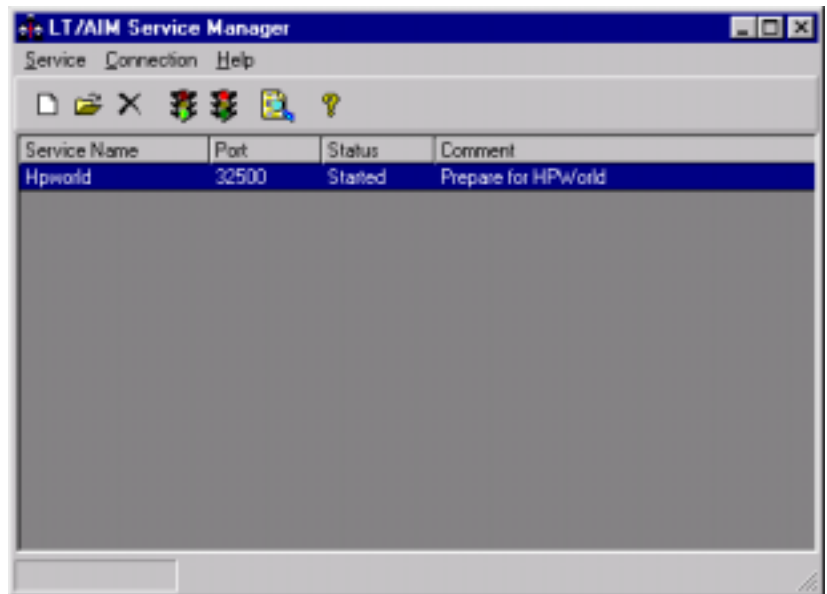 LT/AIM Service Manager
Service Connection Help
Service Name Port Status Comment
Hpworld 32500 Started Prepare for HPWorld